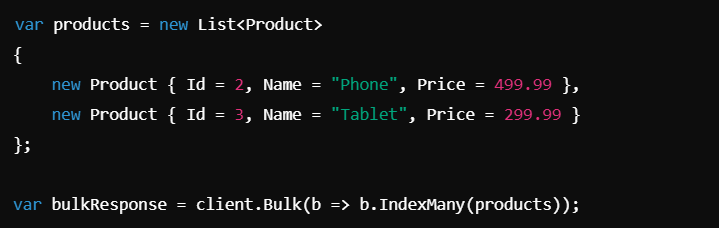 var products = new List<Product>
{
    new Product { Id = 2, Name = "Phone", Price = 499.99 },
    new Product { Id = 3, Name = "Tablet", Price = 299.99 }
};

var bulkResponse = client.Bulk(b => b.IndexMany(products));